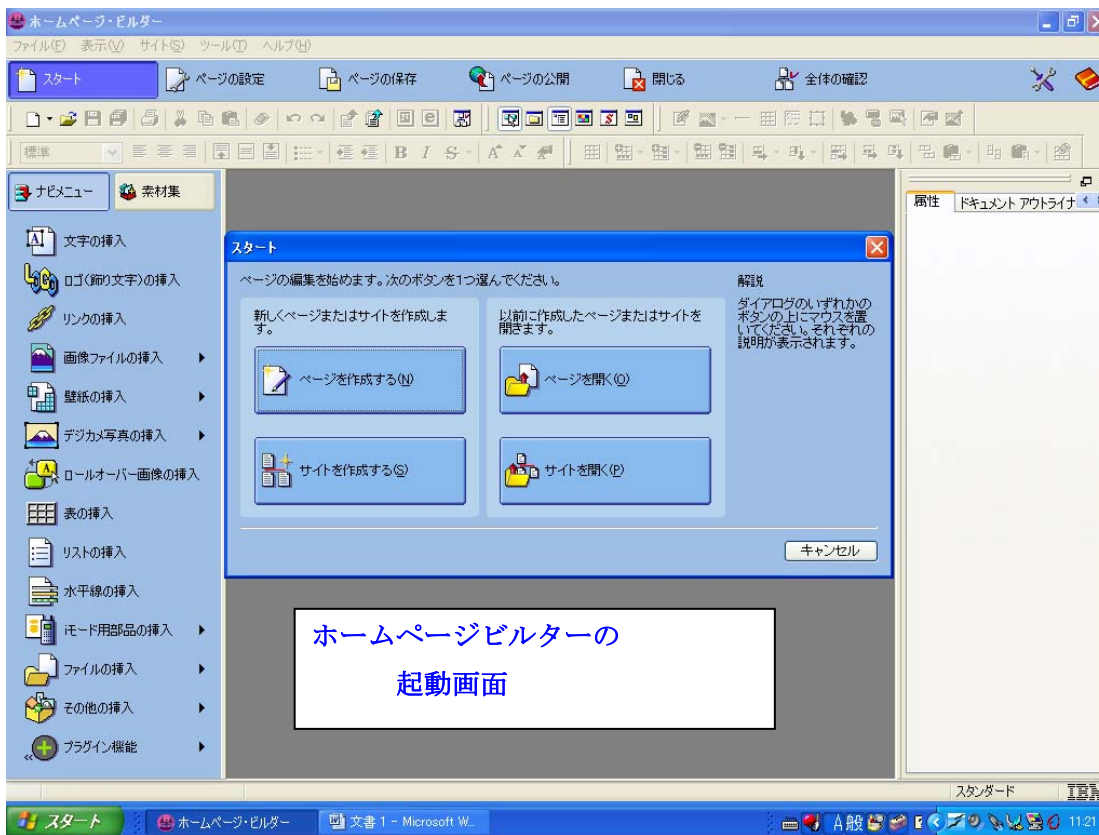 ホームページ・ビルダー
ファイル(F) 表示(V) サイト(S) ツール(T) ヘルプ(H)
スタート ページの設定 ページの保存 ページの公開 閉じる 全体の確認
標準
ナビメニュー 素材集
属性 ドキュメント アウトライナ
文字の挿入
ロゴ(飾り文字)の挿入
リンクの挿入
画像ファイルの挿入
壁紙の挿入
デジカメ写真の挿入
ロールオーバー画像の挿入
表の挿入
リストの挿入
水平線の挿入
iモード用部品の挿入
ファイルの挿入
その他の挿入
プラグイン機能
スタート
ページの編集を始めます。次のボタンを1つ選んでください。
新しくページまたはサイトを作成しま
す。
ページを作成する(N)
サイトを作成する(S)
以前に作成したページまたはサイトを
開きます。
ページを開く(O)
サイトを開く(P)
解説
ダイアログのいずれかの
ボタンの上にマウスを置
いてください。それぞれの
説明が表示されます。
キャンセル
ホームページビルターの
起動画面
スタンダード IBM
スタート ホームページ・ビルダー 文書 1 - Microsoft W... A般 11:21